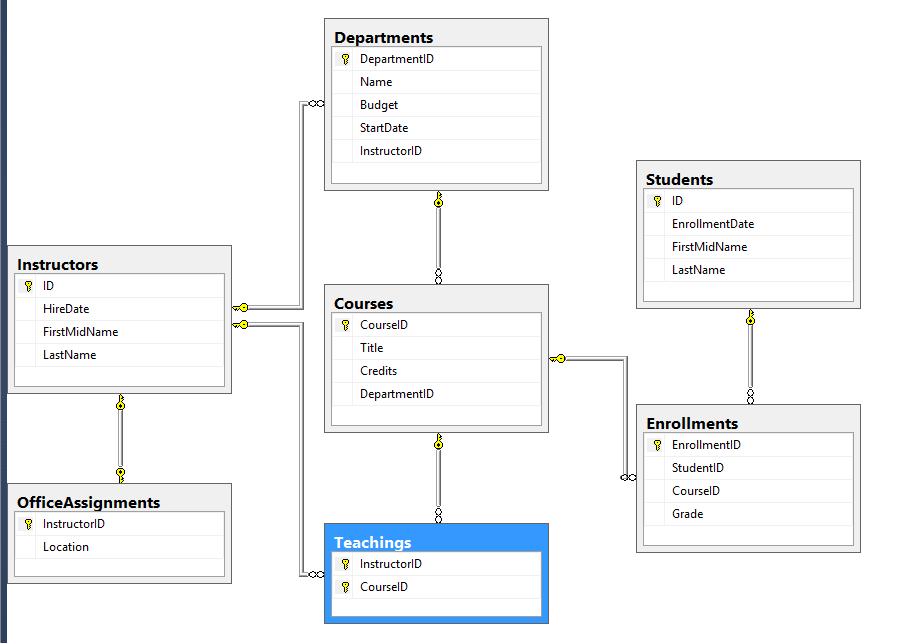 Departments
DepartmentID
Name
Budget
StartDate
InstructorID
Students
ID
EnrollmentDate
FirstMidName
LastName
Instructors
ID
HireDate
FirstMidName
LastName
Courses
CourseID
Title
Credits
DepartmentID
Enrollments
EnrollmentID
StudentID
CourseID
Grade
OfficeAssignments
InstructorID
Location
Teachings
InstructorID
CourseID